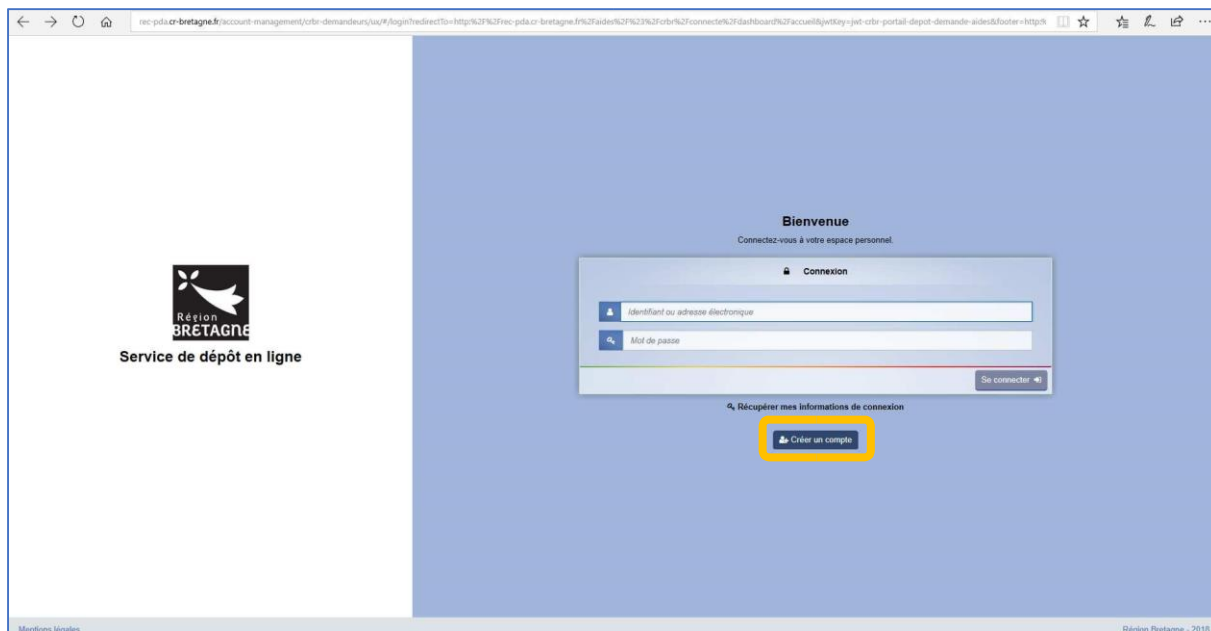 rec-pda.cr-bretagne.fr/account-management/crbr-demandeurs/ux/#/login?redirectTo=http%2F%2Frec-pda.cr-bretagne.fr%2Faides%2F%23%2Fcrbr%2Fconnecte%2Fdashboard%2Faccueil&jwtKey=jwt-crbr-portail-depot-demande-aides&footer=http:%
Région
BRETAGNE
Service de dépôt en ligne
Bienvenue
Connectez-vous à votre espace personnel.
Connexion
Identifiant ou adresse électronique
Mot de passe
Se connecter
Récupérer mes informations de connexion
Créer un compte
Mentions légales
Région Bretagne - 2018